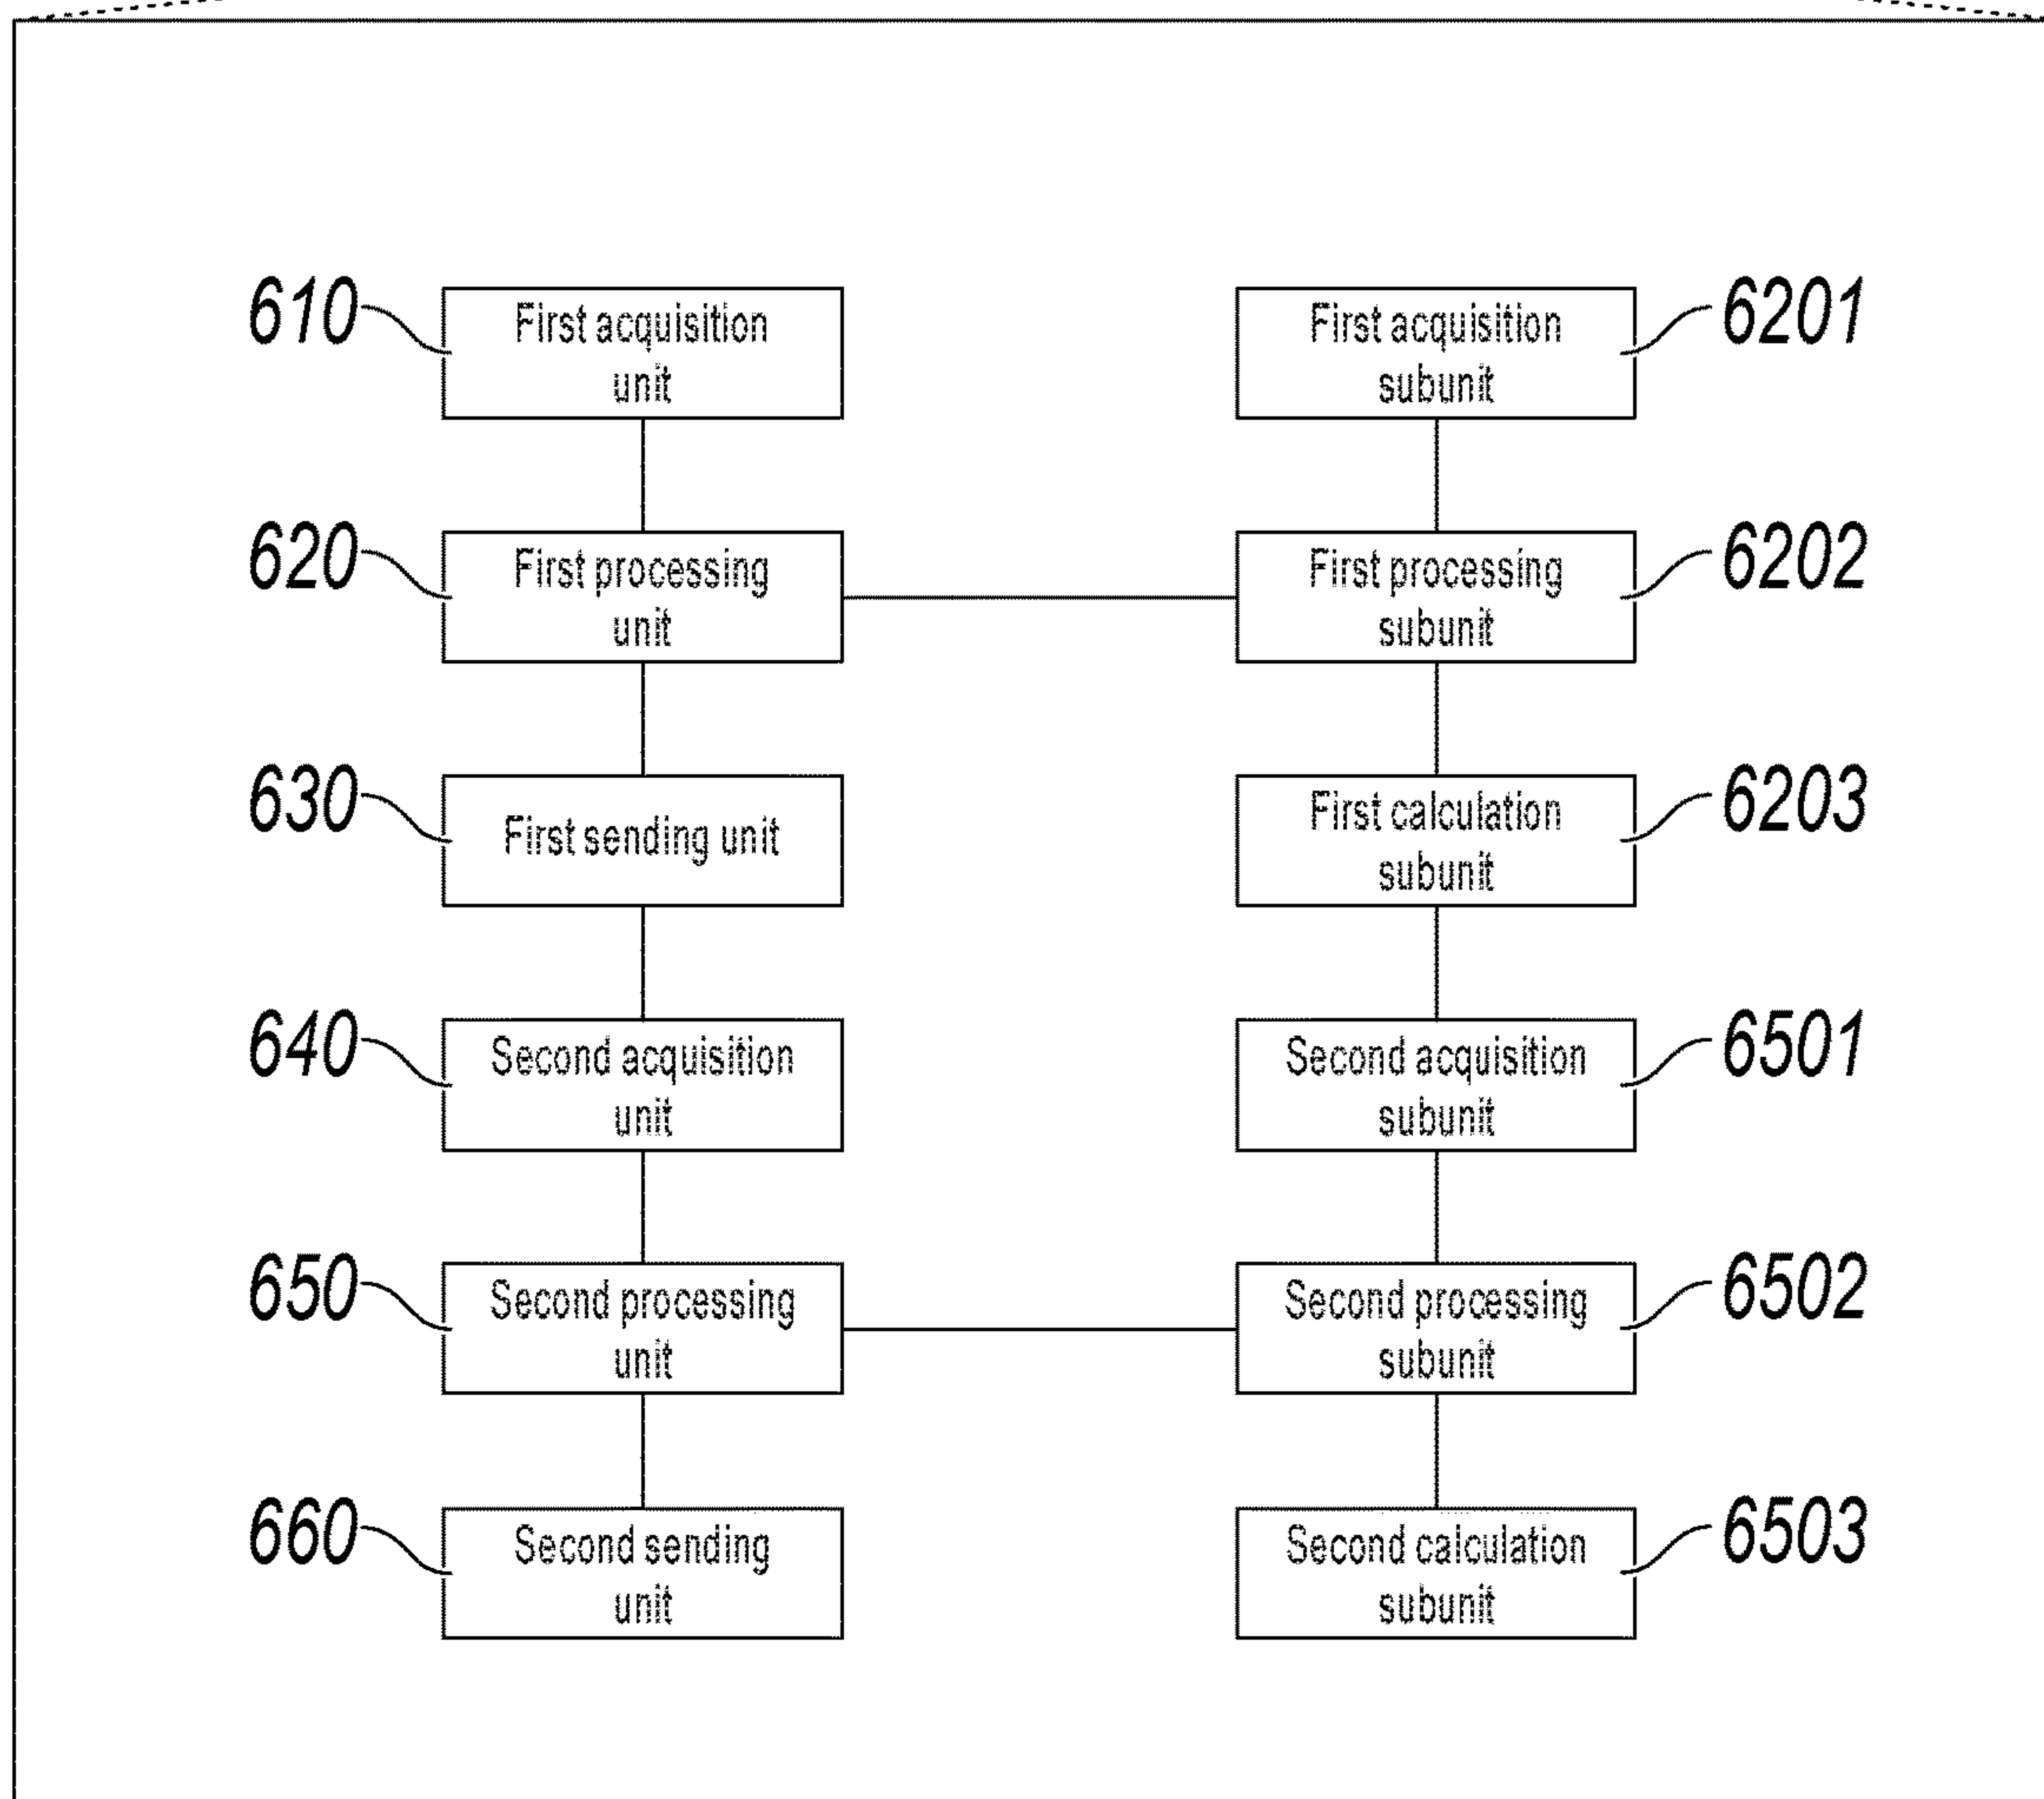 610
First acquisition
unit
First acquisition
subunit
6201
620
First processing
unit
First processing
subunit
6202
630
First sending unit
First calculation
subunit
6203
640
Second acquisition
unit
Second acquisition
subunit
6501
650
Second processing
unit
Second processing
subunit
6502
660
Second sending
unit
Second calculation
subunit
6503